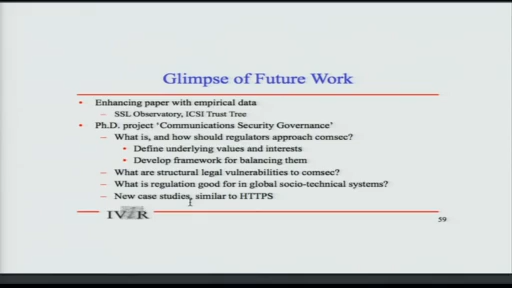 Glimpse of Future Work
Enhancing paper with empirical data
– SSL Observatory, ICSI Trust Tree
Ph.D. project ‘Communications Security Governance’
– What is, and how should regulators approach comsec?
• Define underlying values and interests
• Develop framework for balancing them
– What are structural legal vulnerabilities to comsec?
– What is regulation good for in global socio-technical systems?
– New case studies, similar to HTTPS
IViR
59